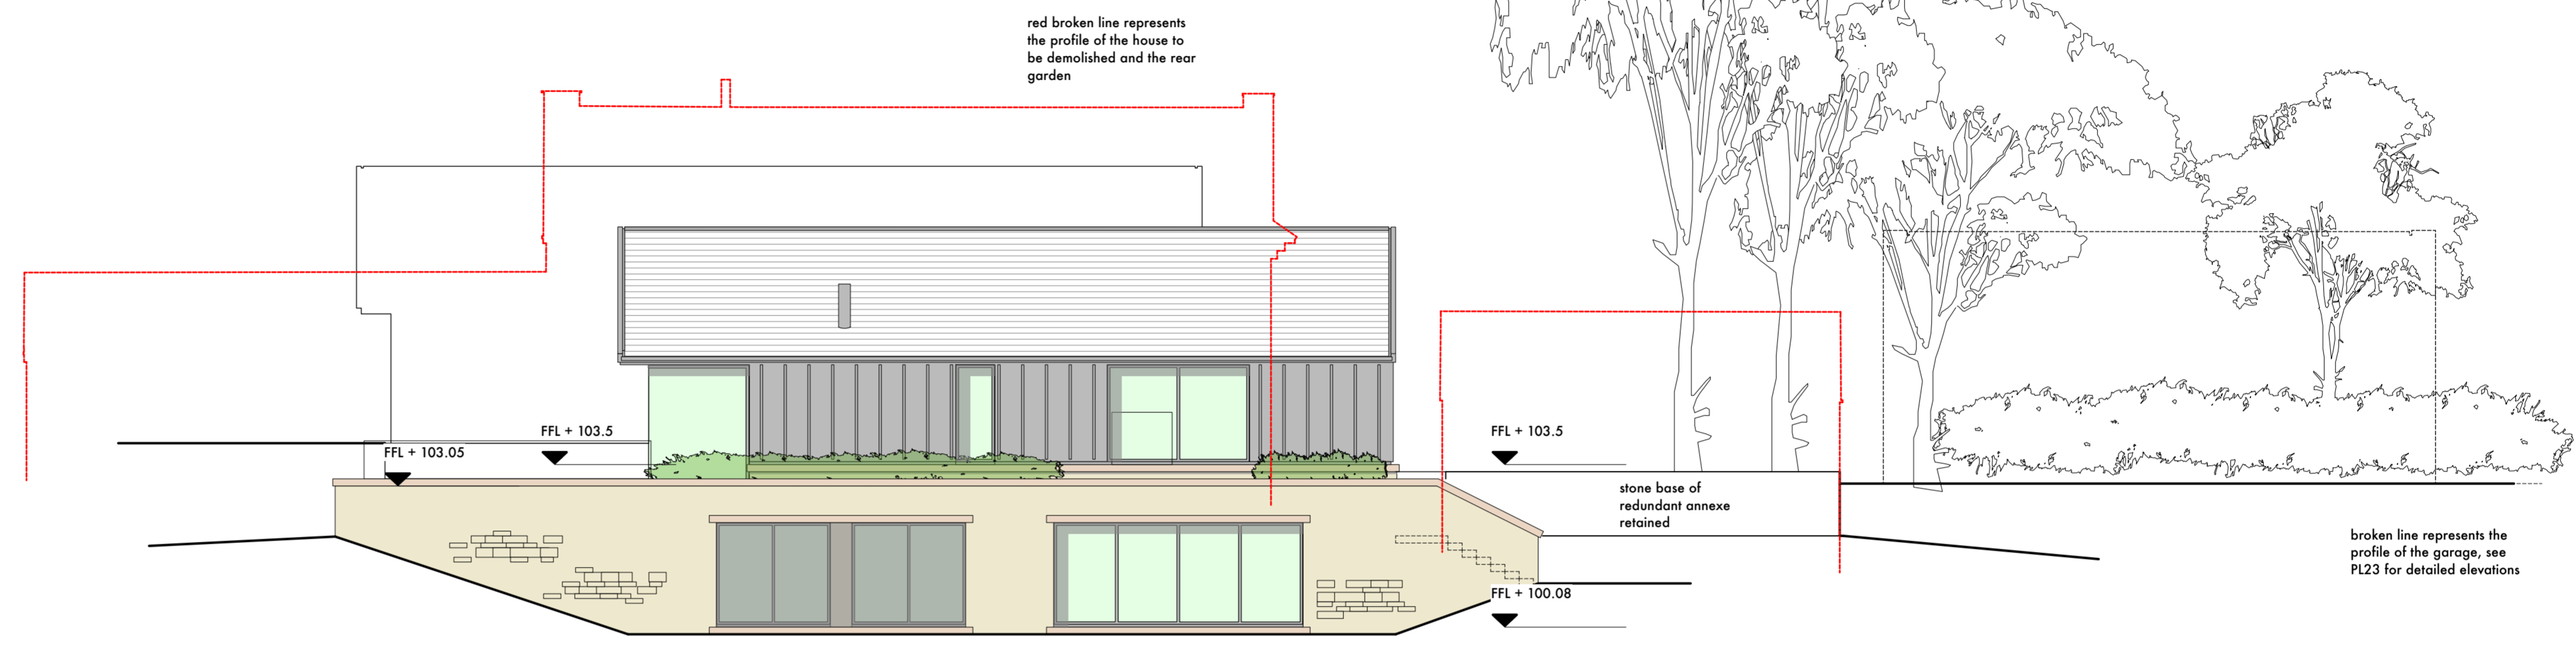 red broken line represents
the profile of the house to
be demolished and the rear
garden
FFL + 103.5
FFL + 103.05
FFL + 103.5
stone base of
redundant annexe
retained
FFL + 100.08
broken line represents the
profile of the garage, see
PL23 for detailed elevations